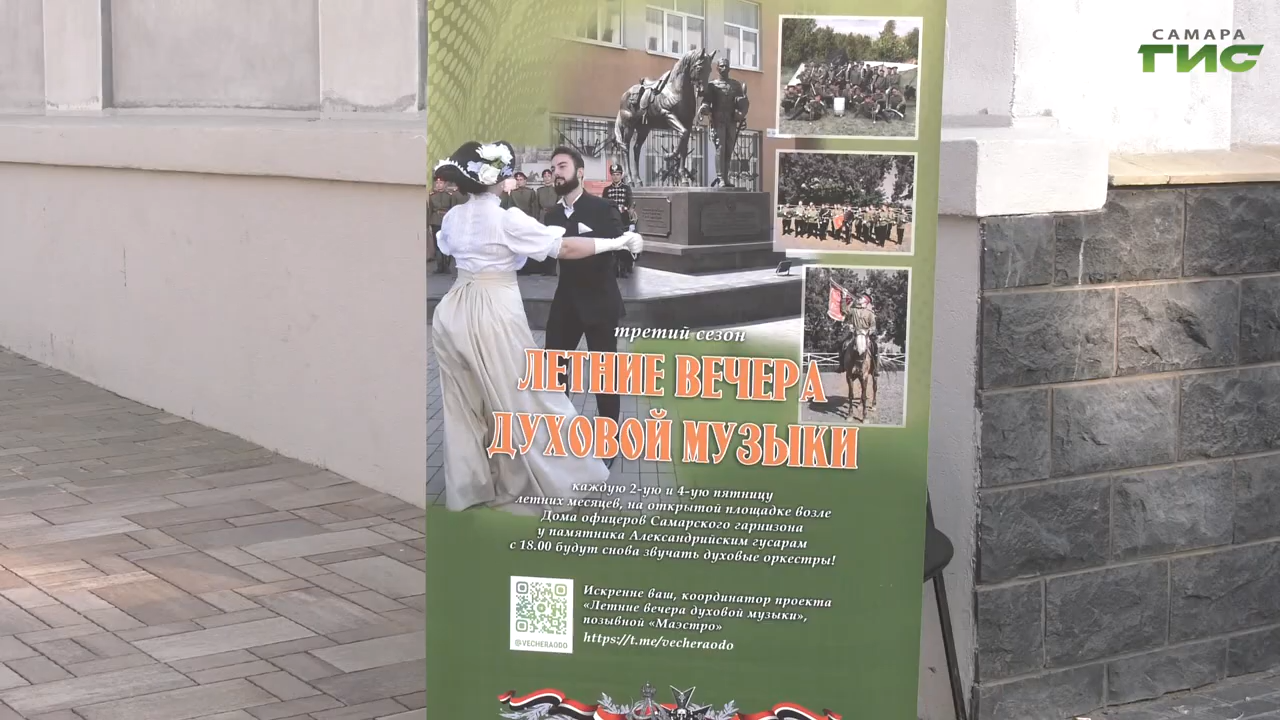 САМАРА
ГИС
третий сезон
ЛЕТНИЕ ВЕЧЕРА
ДУХОВОЙ МУЗЫКИ
каждую 2-ую и 4-ую пятницу
летних месяцев, на открытой площадке возле
Дома офицеров Самарского гарнизона
у памятника Александрийским гусарам
с 18.00 будут снова звучать духовые оркестры!
Искренне ваш, координатор проекта
«Летние вечера духовой музыки»,
позывной «Маэстро»
https://t.me/vecheraodo
@VECHERAODO